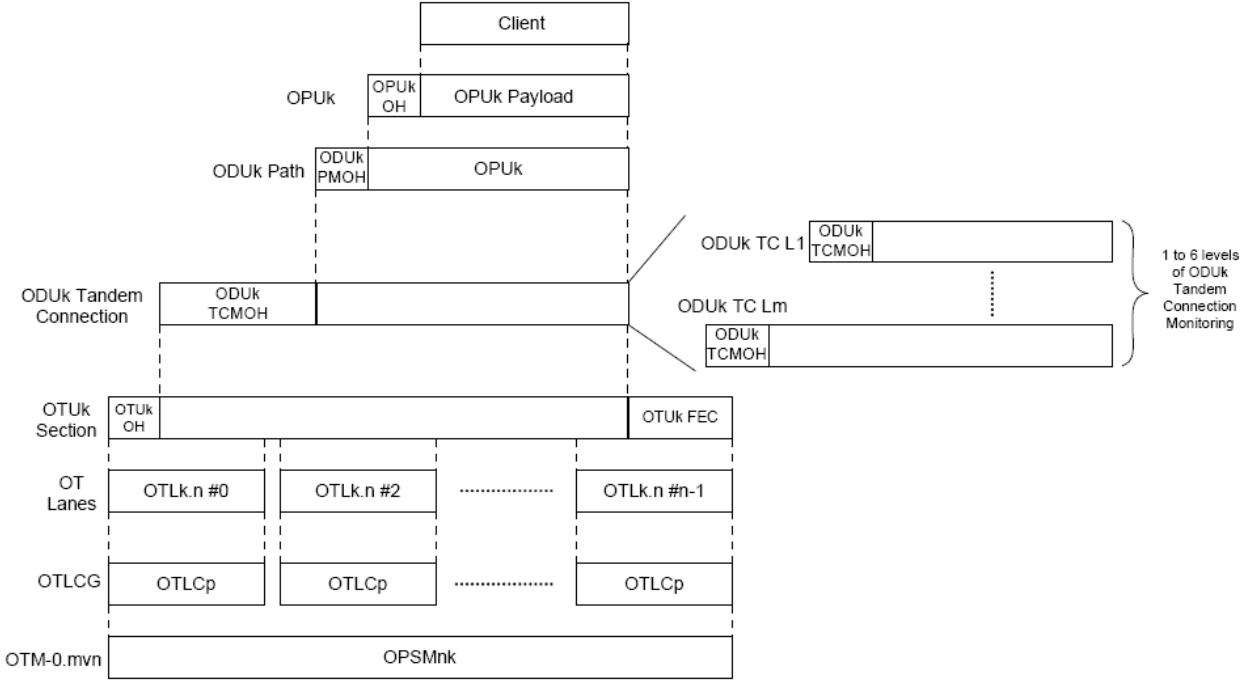 Client
OPUk
OPUk
OH
OPUk Payload
ODUk Path
ODUk
PMOH
OPUk
ODUk TC L1
ODUk
TCMOH
ODUk Tandem
Connection
ODUk
TCMOH
ODUk TC Lm
ODUk
TCMOH
1 to 6 levels
of ODUk
Tandem
Connection
Monitoring
OTUk
Section
OTUk
OH
OTUk FEC
OT
Lanes
OTLk.n #0
OTLk.n #2
OTLk.n #n-1
OTLCG
OTLCp
OTLCp
OTLCp
OTM-0.mvn
OPSMnk